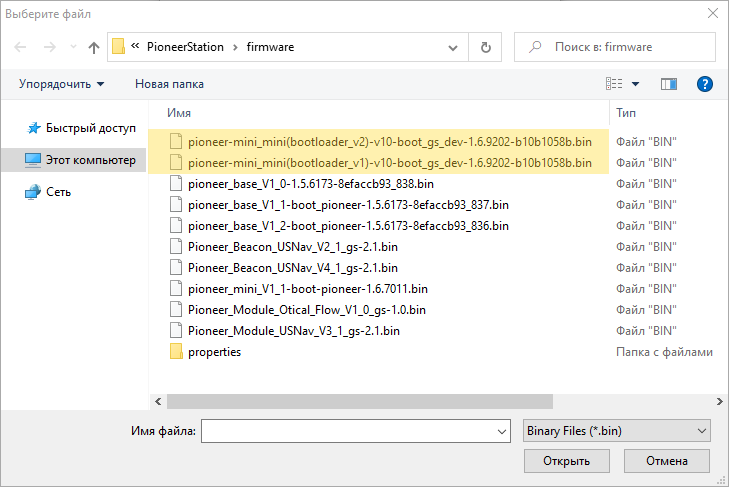 Выберите файл
« PioneerStation › firmware
Поиск в: firmware
Упорядочить
Новая папка
Имя
Тип
Быстрый доступ
Этот компьютер
Сеть
pioneer-mini_mini(bootloader_v2)-v10-boot_gs_dev-1.6.9202-b10b1058b.bin Файл "BIN"
pioneer-mini_mini(bootloader_v1)-v10-boot_gs_dev-1.6.9202-b10b1058b.bin Файл "BIN"
pioneer_base_V1_0-1.5.6173-8efaccb93_838.bin Файл "BIN"
pioneer_base_V1_1-boot_pioneer-1.5.6173-8efaccb93_837.bin Файл "BIN"
pioneer_base_V1_2-boot_pioneer-1.5.6173-8efaccb93_836.bin Файл "BIN"
Pioneer_Beacon_USNav_V2_1_gs-2.1.bin Файл "BIN"
Pioneer_Beacon_USNav_V4_1_gs-2.1.bin Файл "BIN"
pioneer_mini_V1_1-boot-pioneer-1.6.7011.bin Файл "BIN"
Pioneer_Module_Otical_Flow_V1_0_gs-1.0.bin Файл "BIN"
Pioneer_Module_USNav_V3_1_gs-2.1.bin Файл "BIN"
properties Папка с файлами
Имя файла:
Binary Files (*.bin)
Открыть
Отмена